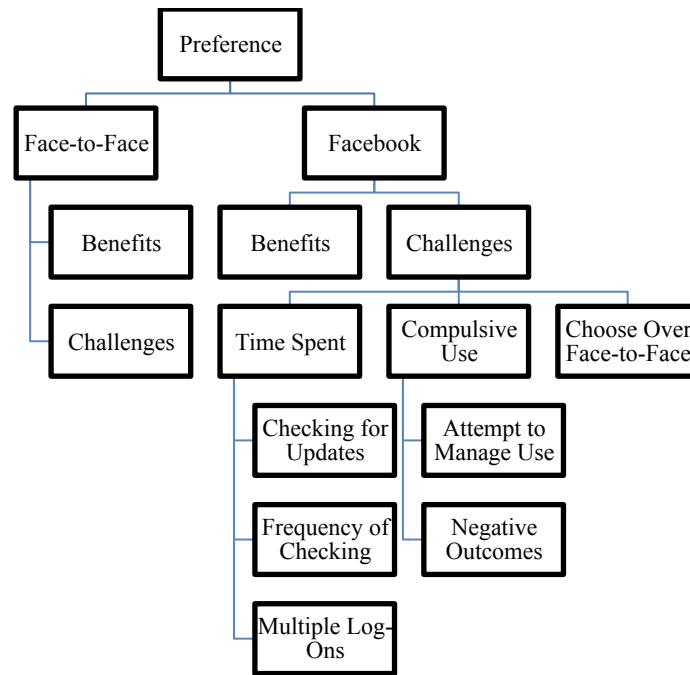 Preference
Face-to-Face
Facebook
Benefits
Benefits
Challenges
Challenges
Time Spent
Compulsive
Use
Choose Over
Face-to-Face
Checking for
Updates
Attempt to
Manage Use
Frequency of
Checking
Negative
Outcomes
Multiple Log-
Ons